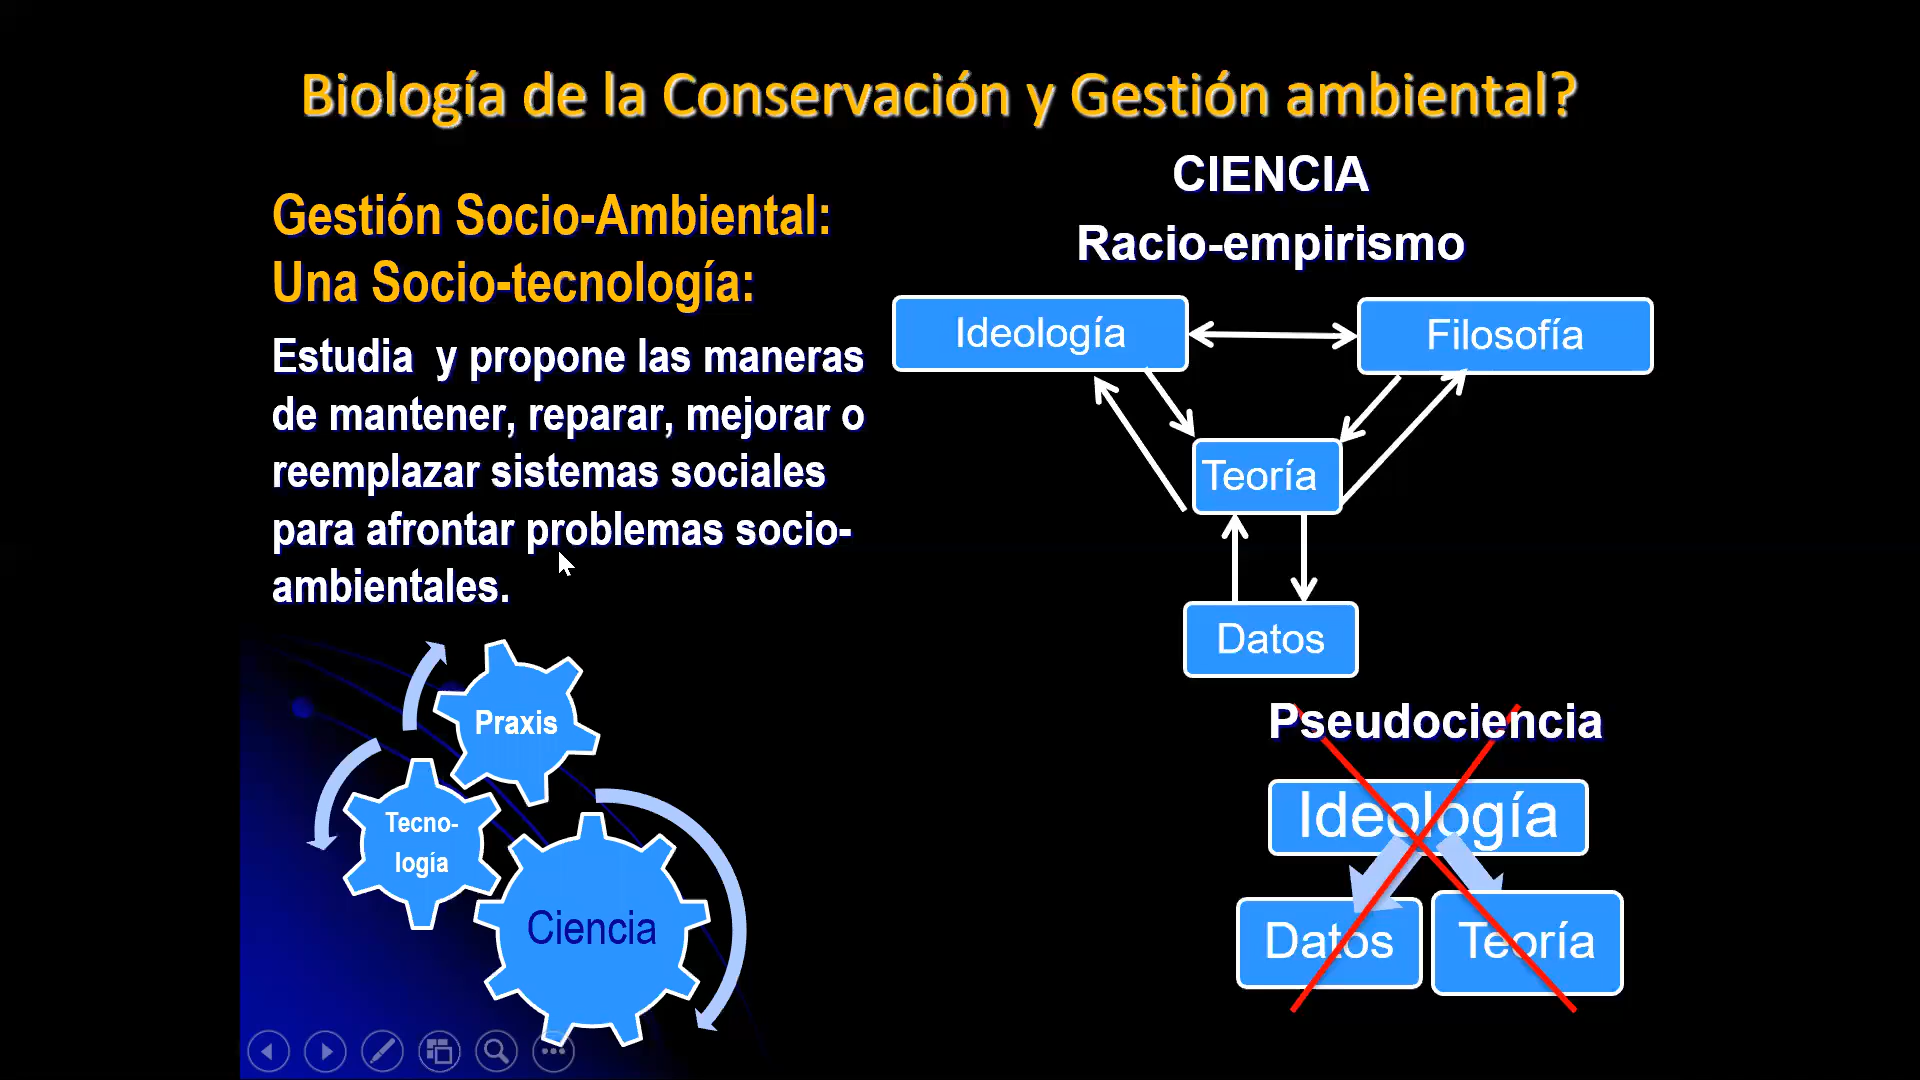 Biología de la Conservación y Gestión ambiental?
Gestión Socio-Ambiental:
Una Socio-tecnología:
Estudia y propone las maneras
de mantener, reparar, mejorar o
reemplazar sistemas sociales
para afrontar problemas socio-
ambientales.
Praxis
Tecno-
logía
Ciencia
CIENCIA
Racio-empirismo
Ideología
Filosofía
Teoría
Datos
Pseudociencia
Ideología
Datos
Teoría